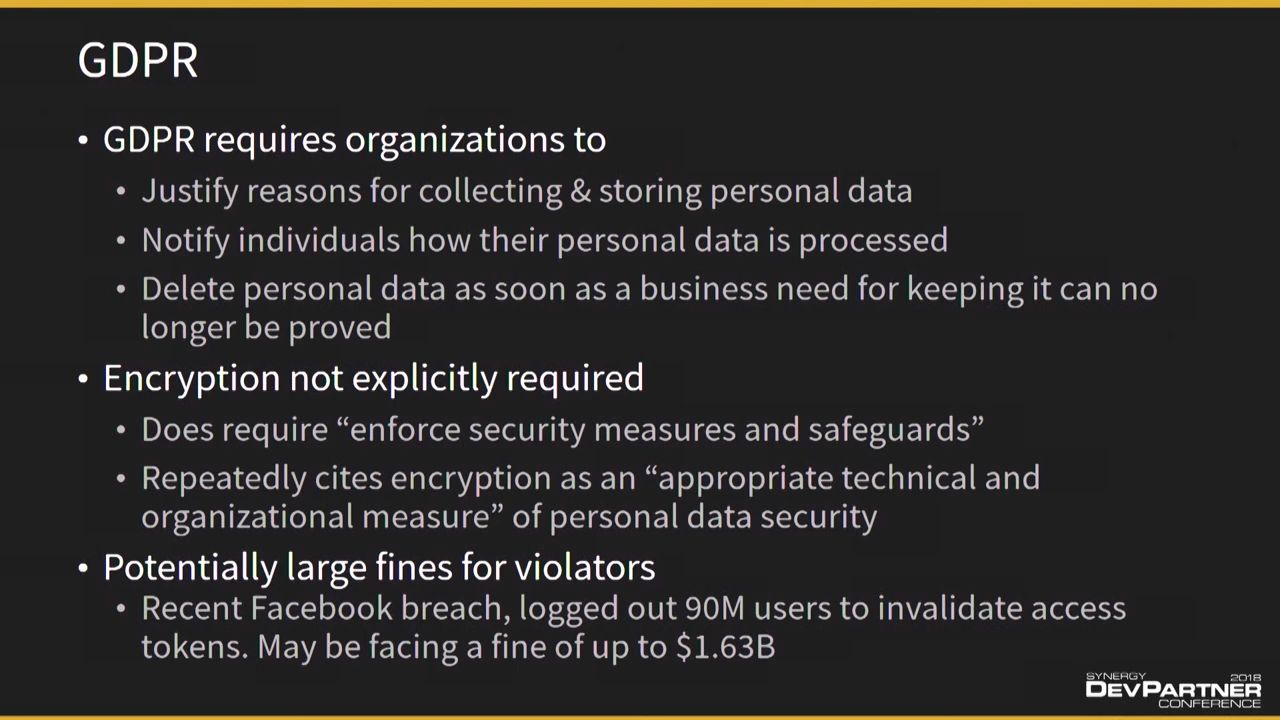 GDPR
• GDPR requires organizations to
• Justify reasons for collecting & storing personal data
• Notify individuals how their personal data is processed
• Delete personal data as soon as a business need for keeping it can no
longer be proved
• Encryption not explicitly required
• Does require “enforce security measures and safeguards”
• Repeatedly cites encryption as an “appropriate technical and
organizational measure” of personal data security
• Potentially large fines for violators
• Recent Facebook breach, logged out 90M users to invalidate access
tokens. May be facing a fine of up to $1.63B
SYNERGY 2018
DEVPARTNER
CONFERENCE